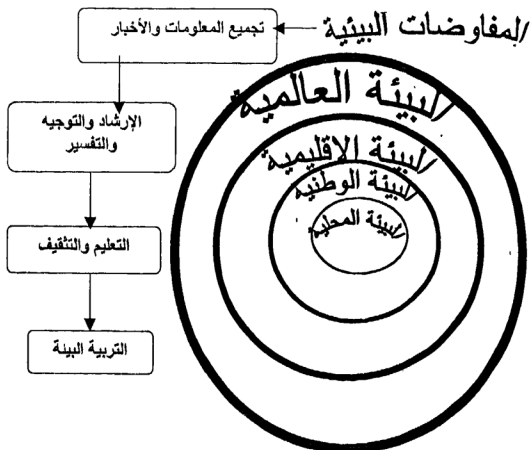 المفاوضات البيئية
تجميع المعلومات والأخبار
الإرشاد والتوجيه
والتفسير
التعليم والتثقيف
التربية البيئة
البيئة العالمية
البيئة الإقليمية
البيئة الوطنية
البيئة المحلية